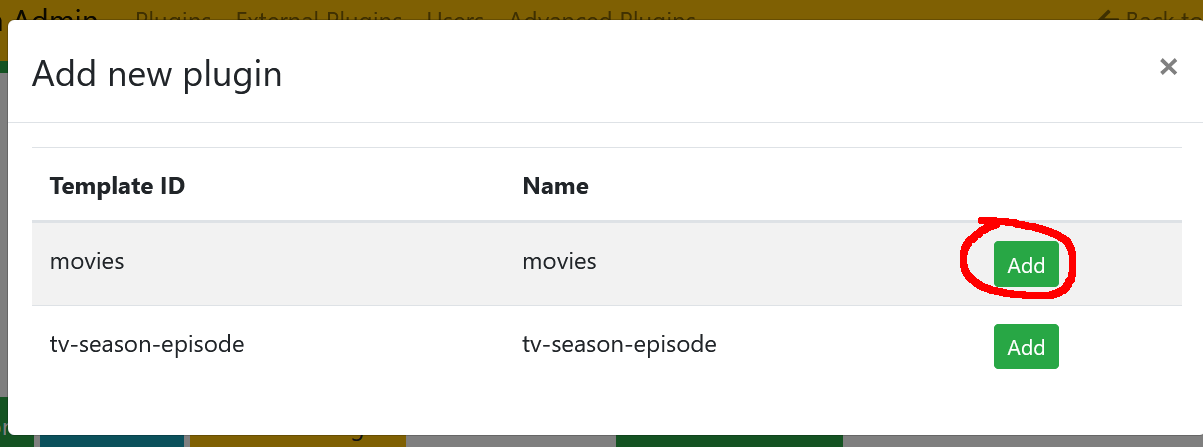 Admin Plugins External Plugins Users Advanced Plugins Back to
Add new plugin
×
Template ID Name
movies movies Add
tv-season-episode tv-season-episode Add